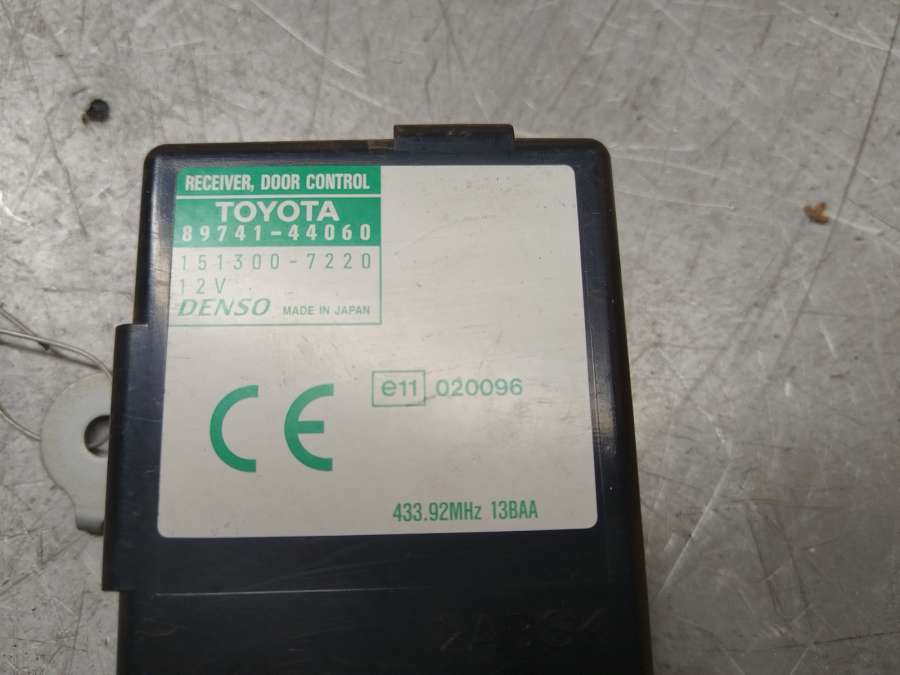 RECEIVER, DOOR CONTROL
TOYOTA
89741-44060
151300-7220
12V
DENSO MADE IN JAPAN
CE
e11 020096
433.92MHz 13BAA
>ABS<